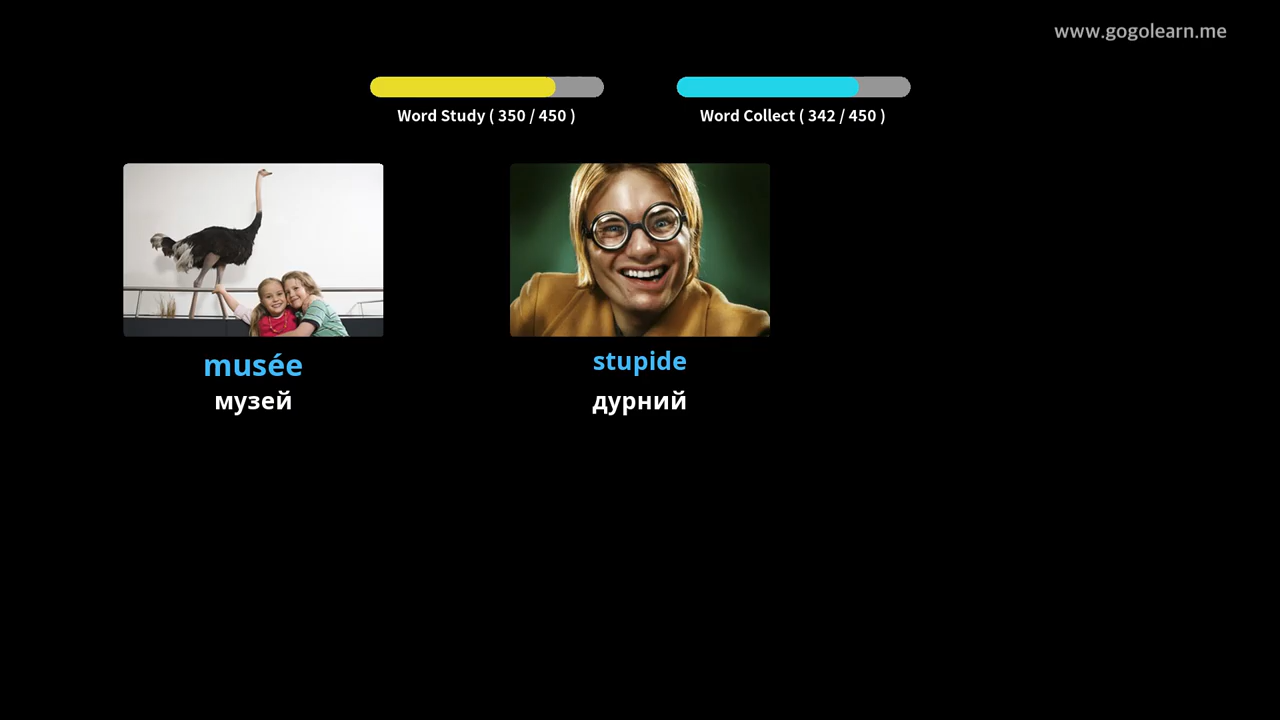 www.gogolearn.me
Word Study ( 350 / 450 )
Word Collect ( 342 / 450 )
musée
музей
stupide
дурний